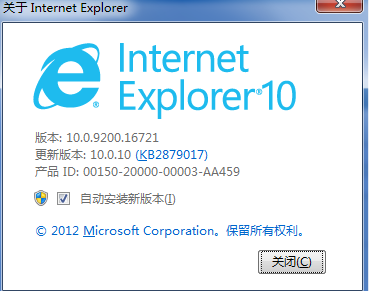 关于 Internet Explorer
Internet
Explorer®10
版本: 10.0.9200.16721
更新版本: 10.0.10 (KB2879017)
产品 ID: 00150-20000-00003-AA459
自动安装新版本(I)
© 2012 Microsoft Corporation。保留所有权利。
关闭(C)